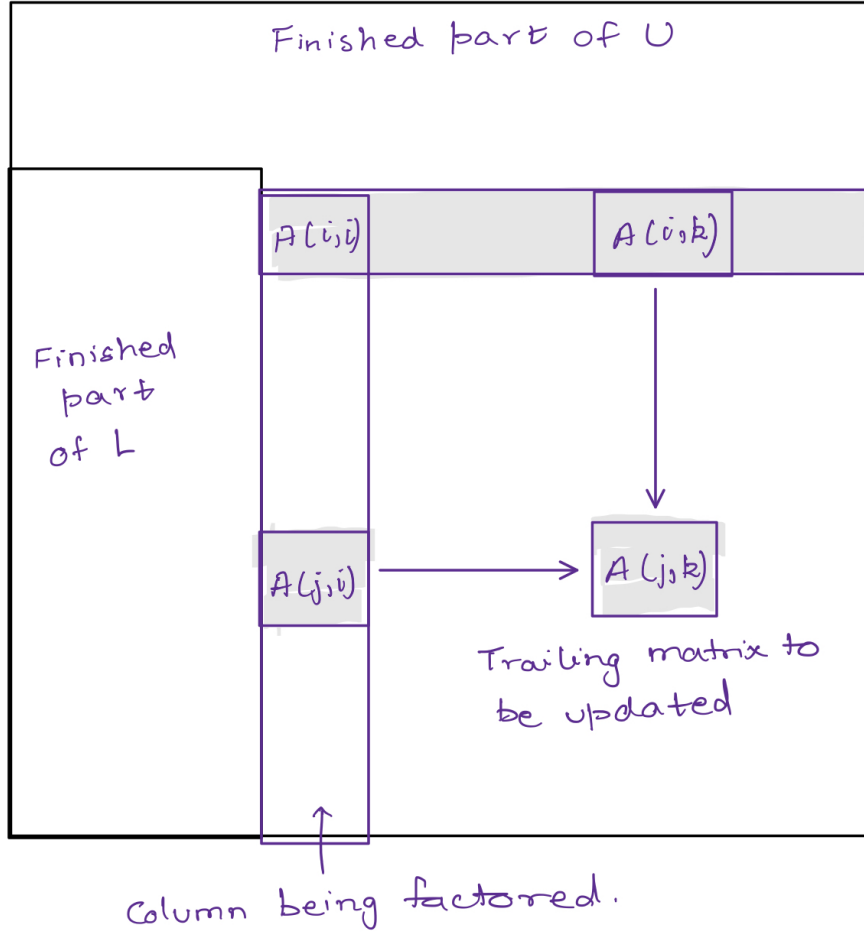 Finished part of U
A(i,i)
A(i,k)
Finished
part
of L
A(j,i)
A(j,k)
Trailing matrix to
be updated
Column being factored.